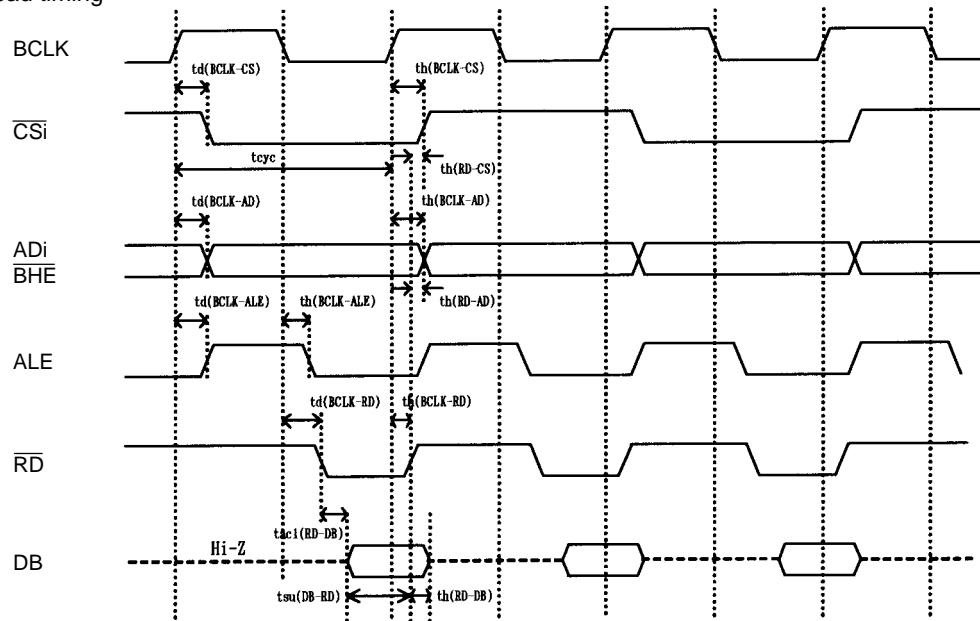 BCLK
td(BCLK-CS) th(BCLK-CS)
CSi
tcyc
th(RD-CS)
td(BCLK-AD) th(BCLK-AD)
ADi
BHE
td(BCLK-ALE) th(BCLK-ALE) th(RD-AD)
ALE
td(BCLK-RD) th(BCLK-RD)
RD
taci(RD-DB)
Hi-Z
DB
tsu(DB-RD) th(RD-DB)